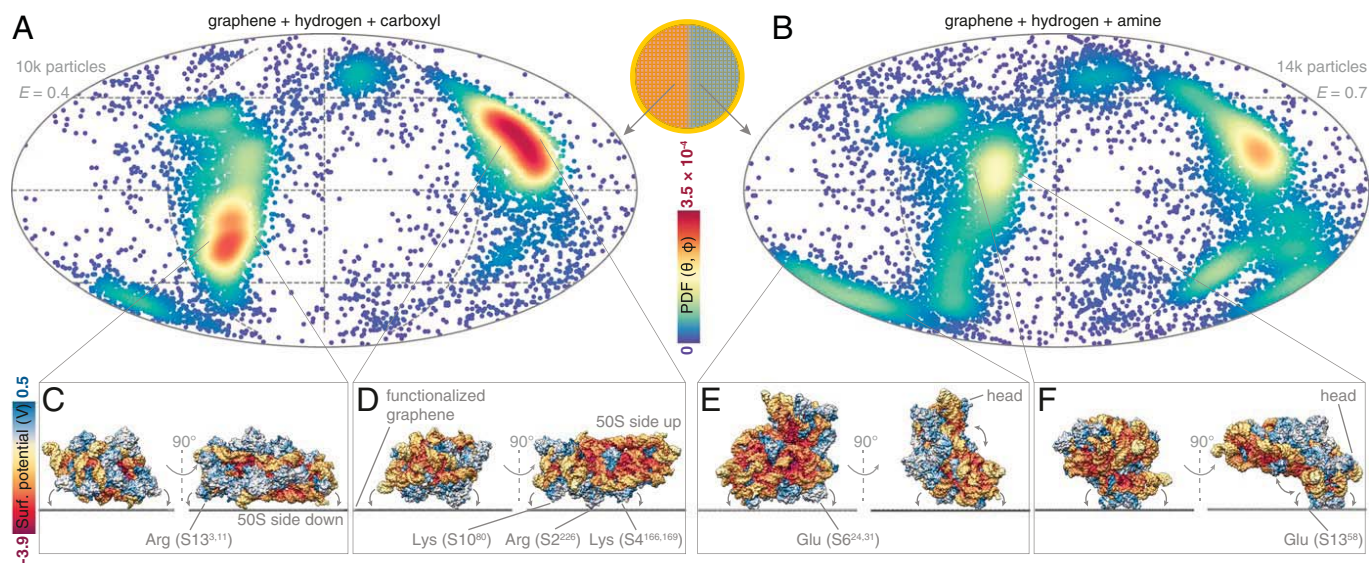 A
graphene + hydrogen + carboxyl
10k particles
E = 0.4
B
graphene + hydrogen + amine
14k particles
E = 0.7
0 PDF (θ, ϕ) 3.5 × 10⁻⁴
-3.9 Surf. potential (V) 0.5
C
90°
50S side down
Arg (S13³,¹¹)
D
functionalized
graphene
50S side up
90°
Lys (S10⁸⁰) Arg (S2²²⁶) Lys (S4¹⁶⁶,¹⁶⁹)
E
head
90°
Glu (S6²⁴,³¹)
F
head
90°
Glu (S13⁵⁸)